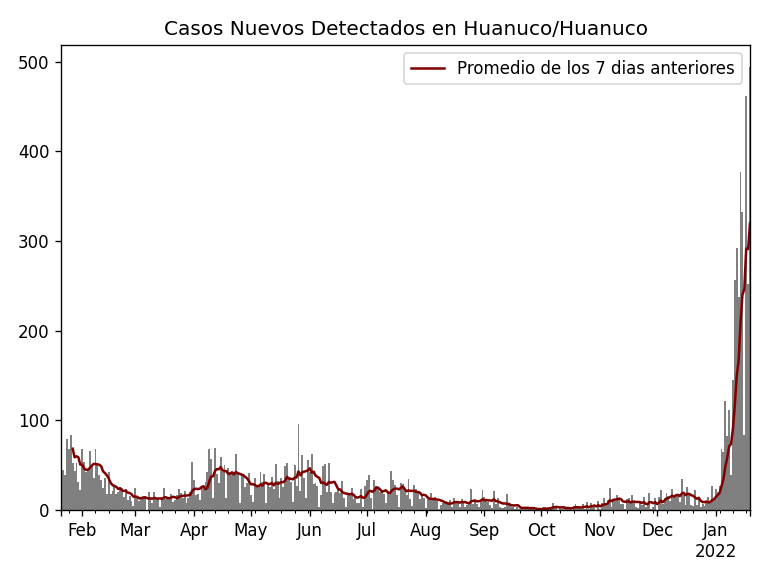 Casos Nuevos Detectados en Huanuco/Huanuco
Promedio de los 7 dias anteriores
500
400
300
200
100
0
Feb Mar Apr May Jun Jul Aug Sep Oct Nov Dec Jan
2022